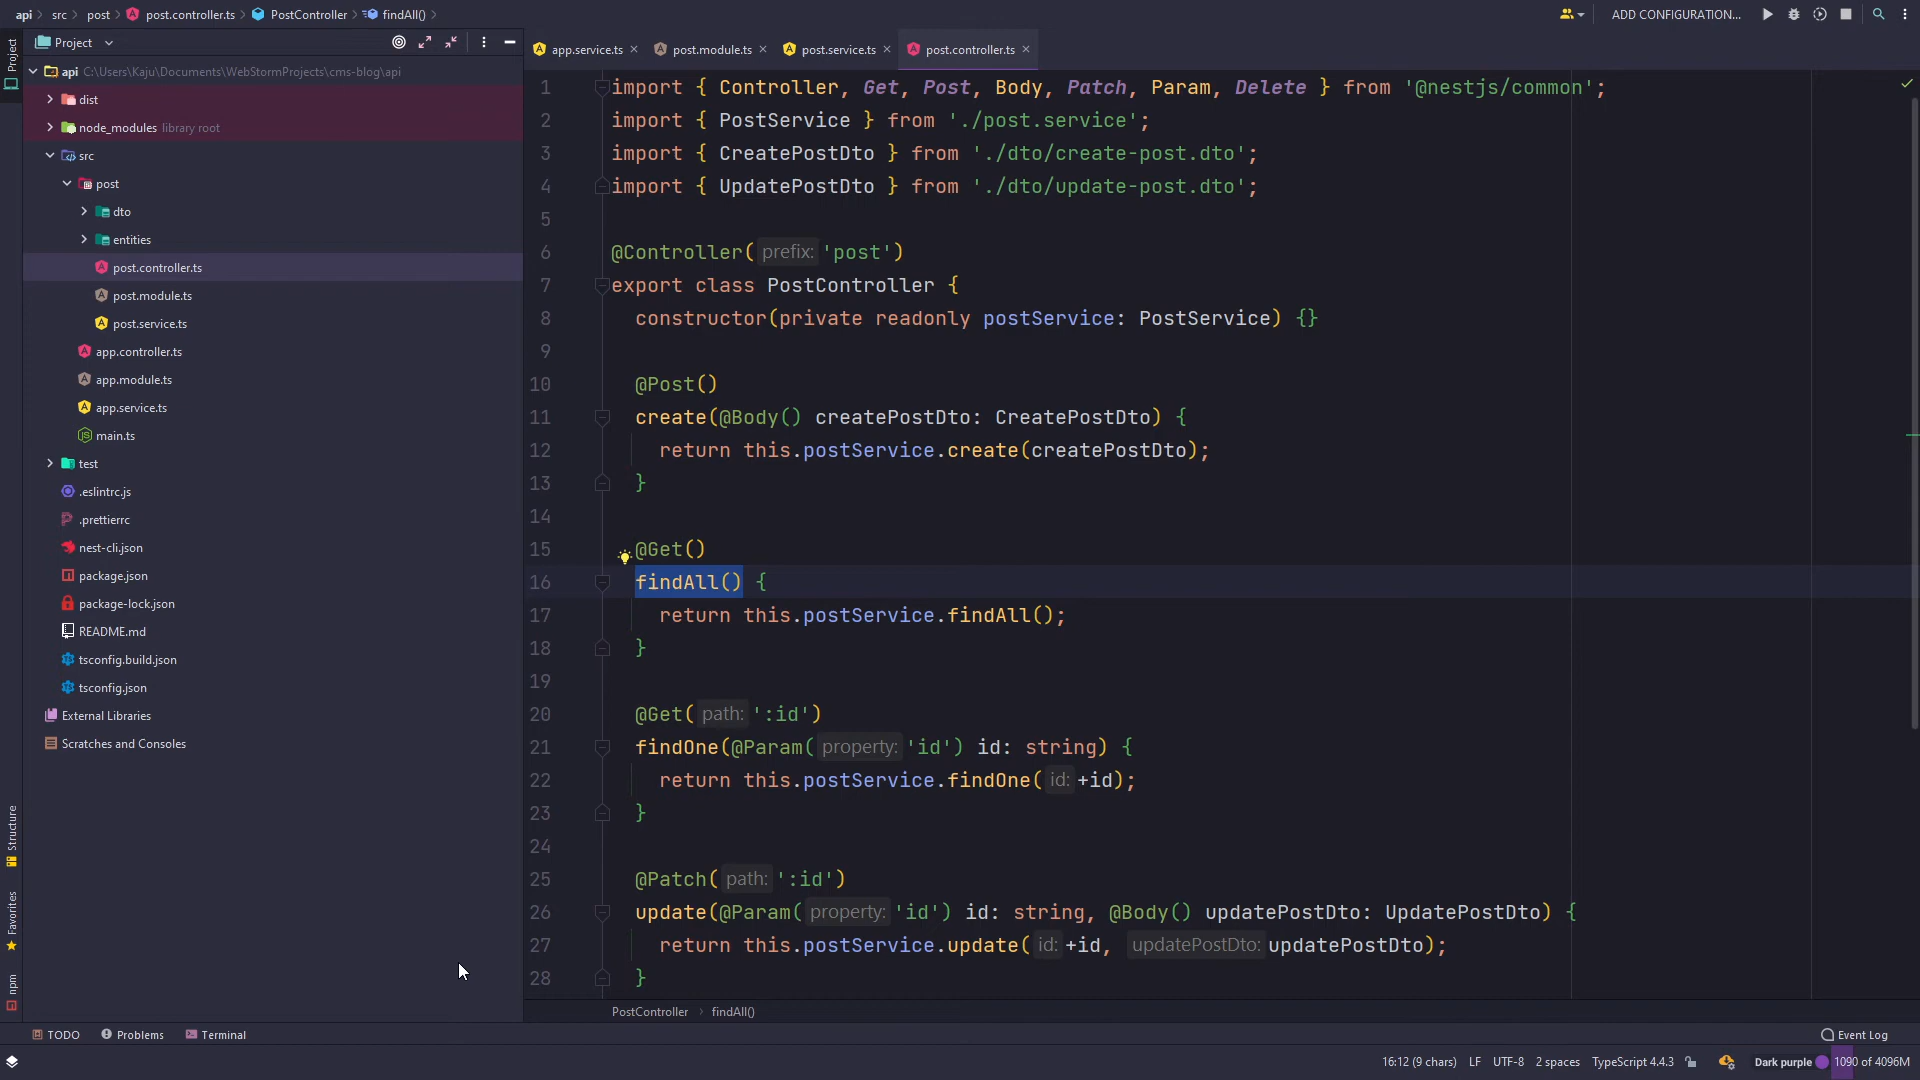 api src post post.controller.ts PostController findAll()
ADD CONFIGURATION...
Project
Project
api C:\Users\Kaju\Documents\WebStormProjects\cms-blog\api
dist
node_modules library root
src
post
dto
entities
post.controller.ts
post.module.ts
post.service.ts
app.controller.ts
app.module.ts
app.service.ts
main.ts
test
.eslintrc.js
.prettierrc
nest-cli.json
package.json
package-lock.json
README.md
tsconfig.build.json
tsconfig.json
External Libraries
Scratches and Consoles
Structure
Favorites
npm
app.service.ts post.module.ts post.service.ts post.controller.ts
1 import { Controller, Get, Post, Body, Patch, Param, Delete } from '@nestjs/common';
2 import { PostService } from './post.service';
3 import { CreatePostDto } from './dto/create-post.dto';
4 import { UpdatePostDto } from './dto/update-post.dto';
5
6 @Controller( prefix: 'post')
7 export class PostController {
8 constructor(private readonly postService: PostService) {}
9
10 @Post()
11 create(@Body() createPostDto: CreatePostDto) {
12 return this.postService.create(createPostDto);
13 }
14
15 @Get()
16 findAll() {
17 return this.postService.findAll();
18 }
19
20 @Get( path: ':id')
21 findOne(@Param( property: 'id') id: string) {
22 return this.postService.findOne( id: +id);
23 }
24
25 @Patch( path: ':id')
26 update(@Param( property: 'id') id: string, @Body() updatePostDto: UpdatePostDto) {
27 return this.postService.update( id: +id, updatePostDto: updatePostDto);
28 }
PostController findAll()
TODO Problems Terminal
Event Log
16:12 (9 chars) LF UTF-8 2 spaces TypeScript 4.4.3 Dark purple 1090 of 4096M